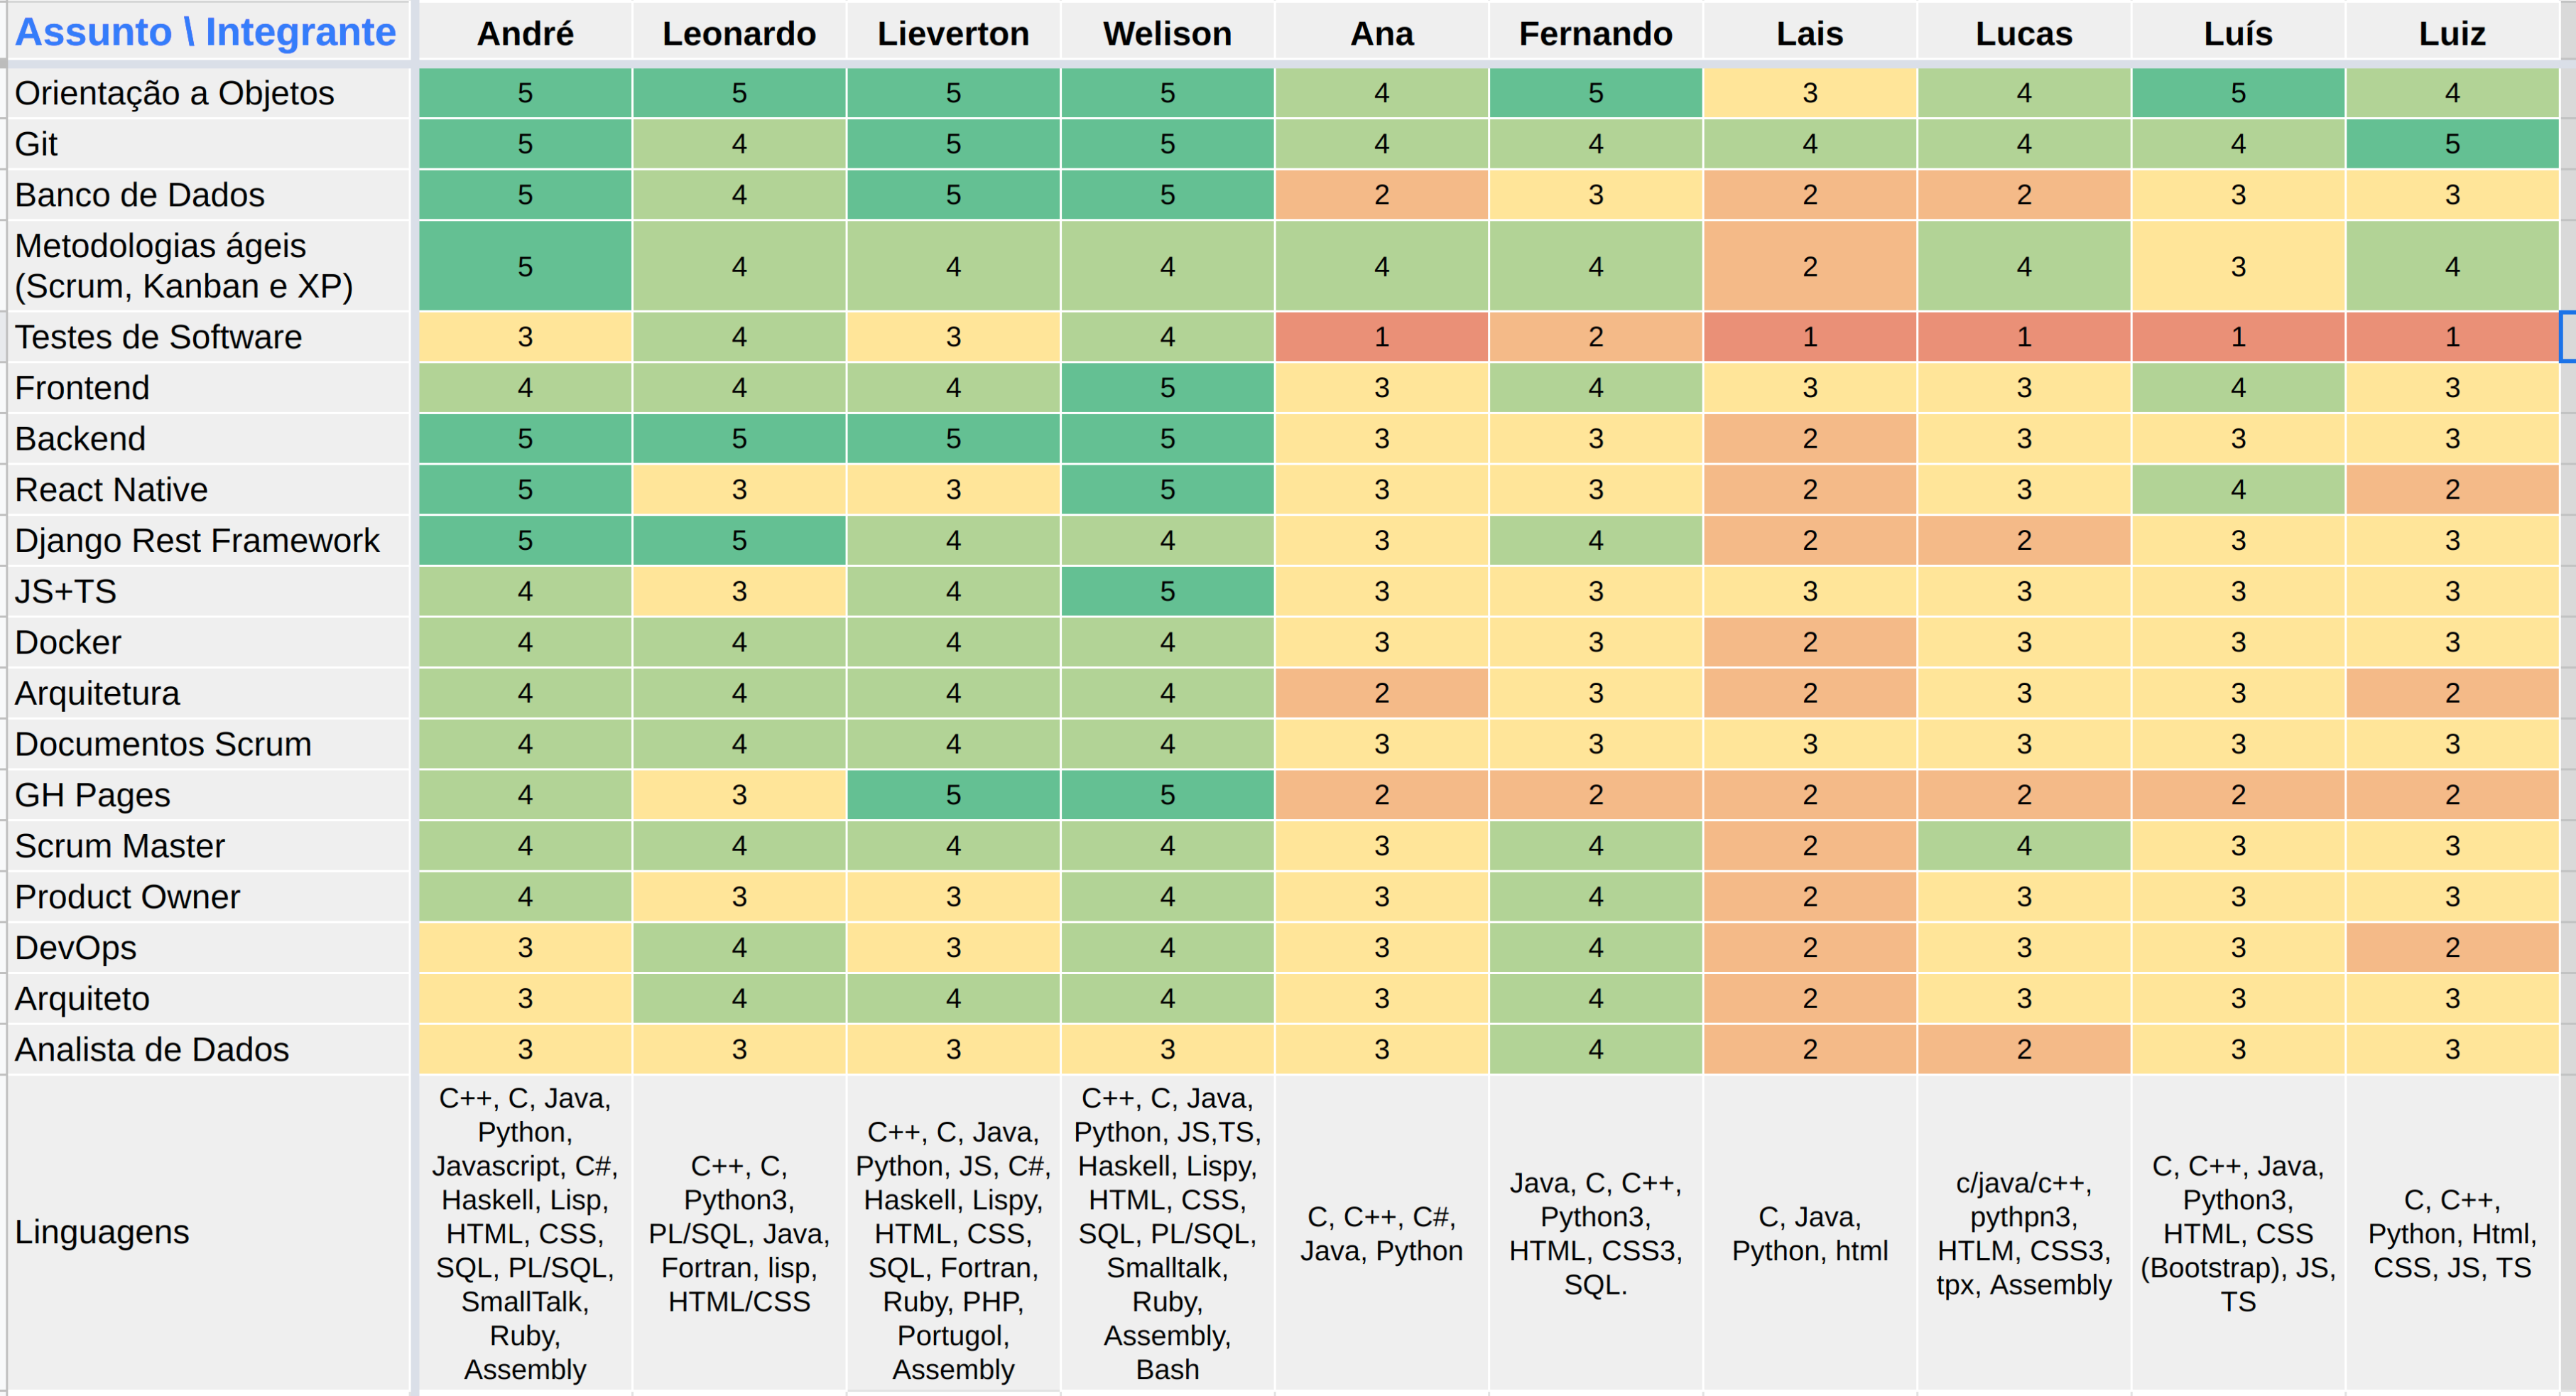 Assunto \ Integrante André Leonardo Lieverton Welison Ana Fernando Lais Lucas Luís Luiz
Orientação a Objetos 5 5 5 5 4 5 3 4 5 4
Git 5 4 5 5 4 4 4 4 4 5
Banco de Dados 5 4 5 5 2 3 2 2 3 3
Metodologias ágeis
(Scrum, Kanban e XP) 5 4 4 4 4 4 2 4 3 4
Testes de Software 3 4 3 4 1 2 1 1 1 1
Frontend 4 4 4 5 3 4 3 3 4 3
Backend 5 5 5 5 3 3 2 3 3 3
React Native 5 3 3 5 3 3 2 3 4 2
Django Rest Framework 5 5 4 4 3 4 2 2 3 3
JS+TS 4 3 4 5 3 3 3 3 3 3
Docker 4 4 4 4 3 3 2 3 3 3
Arquitetura 4 4 4 4 2 3 2 3 3 2
Documentos Scrum 4 4 4 4 3 3 3 3 3 3
GH Pages 4 3 5 5 2 2 2 2 2 2
Scrum Master 4 4 4 4 3 4 2 4 3 3
Product Owner 4 3 3 4 3 4 2 3 3 3
DevOps 3 4 3 4 3 4 2 3 3 2
Arquiteto 3 4 4 4 3 4 2 3 3 3
Analista de Dados 3 3 3 3 3 4 2 2 3 3
Linguagens
C++, C, Java,
Python,
Javascript, C#,
Haskell, Lisp,
HTML, CSS,
SQL, PL/SQL,
SmallTalk,
Ruby,
Assembly
C++, C,
Python3,
PL/SQL, Java,
Fortran, lisp,
HTML/CSS
C++, C, Java,
Python, JS, C#,
Haskell, Lispy,
HTML, CSS,
SQL, Fortran,
Ruby, PHP,
Portugol,
Assembly
C++, C, Java,
Python, JS,TS,
Haskell, Lispy,
HTML, CSS,
SQL, PL/SQL,
Smalltalk,
Ruby,
Assembly,
Bash
C, C++, C#,
Java, Python
Java, C, C++,
Python3,
HTML, CSS3,
SQL.
C, Java,
Python, html
c/java/c++,
pythpn3,
HTLM, CSS3,
tpx, Assembly
C, C++, Java,
Python3,
HTML, CSS
(Bootstrap), JS,
TS
C, C++,
Python, Html,
CSS, JS, TS